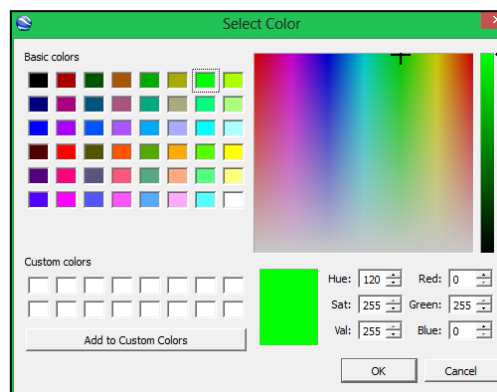 Select Color
Basic colors
Custom colors
Add to Custom Colors
Hue: 120 Red: 0
Sat: 255 Green: 255
Val: 255 Blue: 0
OK Cancel